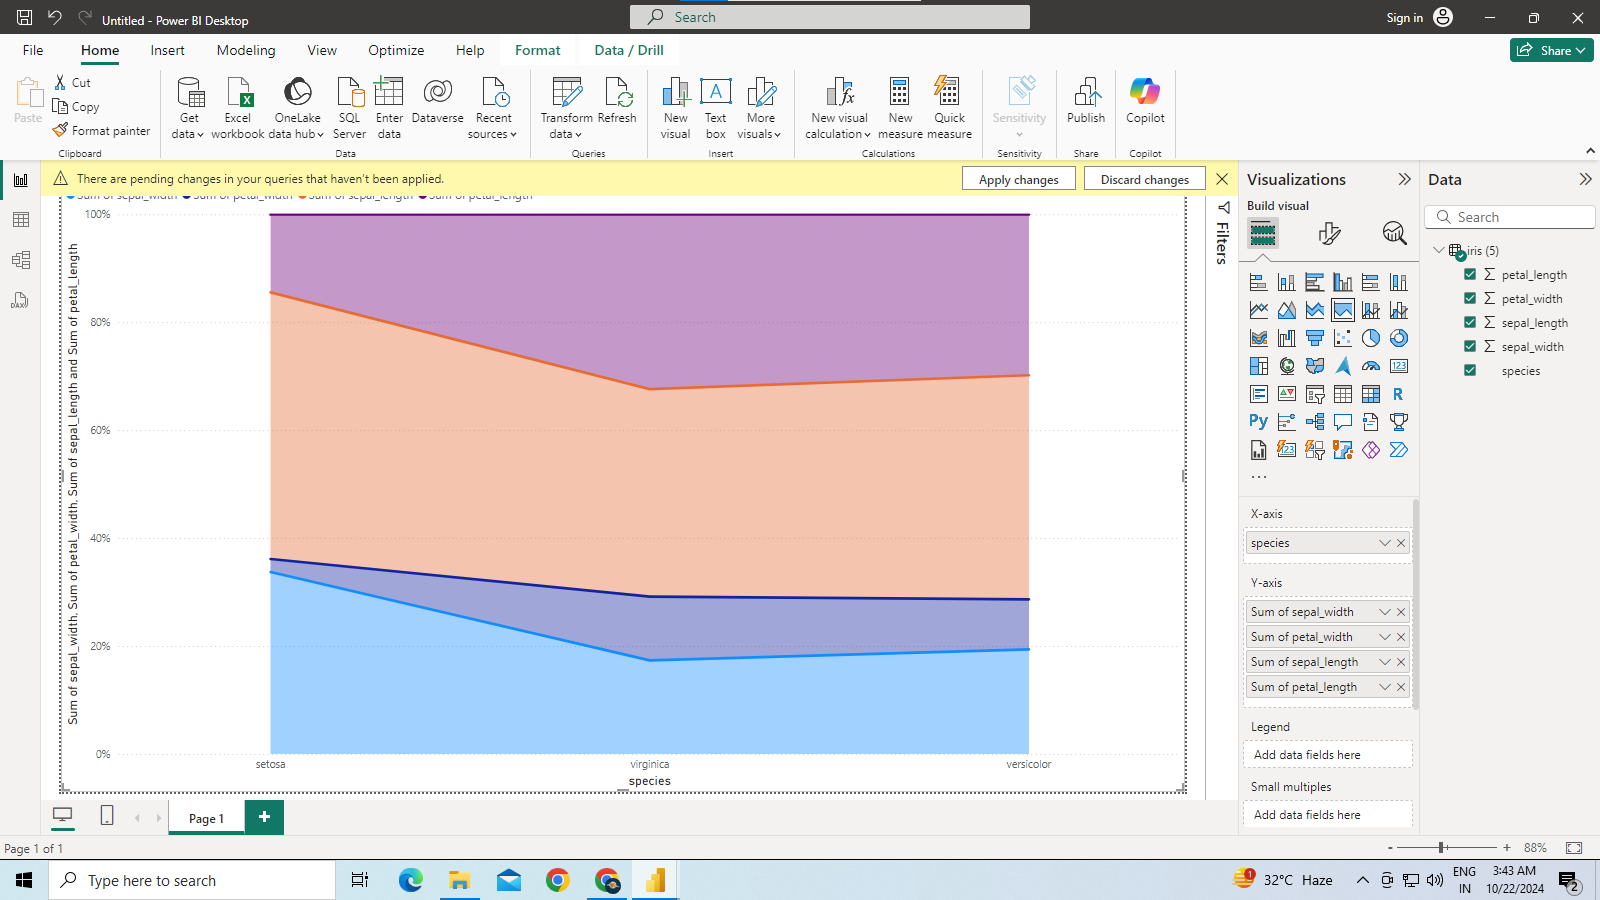 Untitled - Power BI Desktop
Search
Sign in
File Home Insert Modeling View Optimize Help Format Data / Drill
Share
Paste
Cut
Copy
Format painter
Clipboard
Get data
Excel workbook
OneLake data hub
SQL Server
Enter data
Dataverse
Recent sources
Data
Transform data
Refresh
Queries
New visual
Text box
More visuals
Insert
New visual calculation
New measure
Quick measure
Calculations
Sensitivity
Sensitivity
Publish
Share
Copilot
Copilot
There are pending changes in your queries that haven't been applied.
Apply changes
Discard changes
Sum of sepal_width Sum of petal_width Sum of sepal_length Sum of petal_length
Sum of sepal_width, Sum of petal_width, Sum of sepal_length and Sum of petal_length
100%
80%
60%
40%
20%
0%
setosa virginica versicolor
species
Filters
Visualizations
Build visual
123
R
Py
123
...
X-axis
species
Y-axis
Sum of sepal_width
Sum of petal_width
Sum of sepal_length
Sum of petal_length
Legend
Add data fields here
Small multiples
Add data fields here
Data
Search
iris (5)
petal_length
petal_width
sepal_length
sepal_width
species
DAX
Page 1
+
Page 1 of 1
- + 88%
Type here to search
1
32°C Haze
ENG
IN
3:43 AM
10/22/2024
2